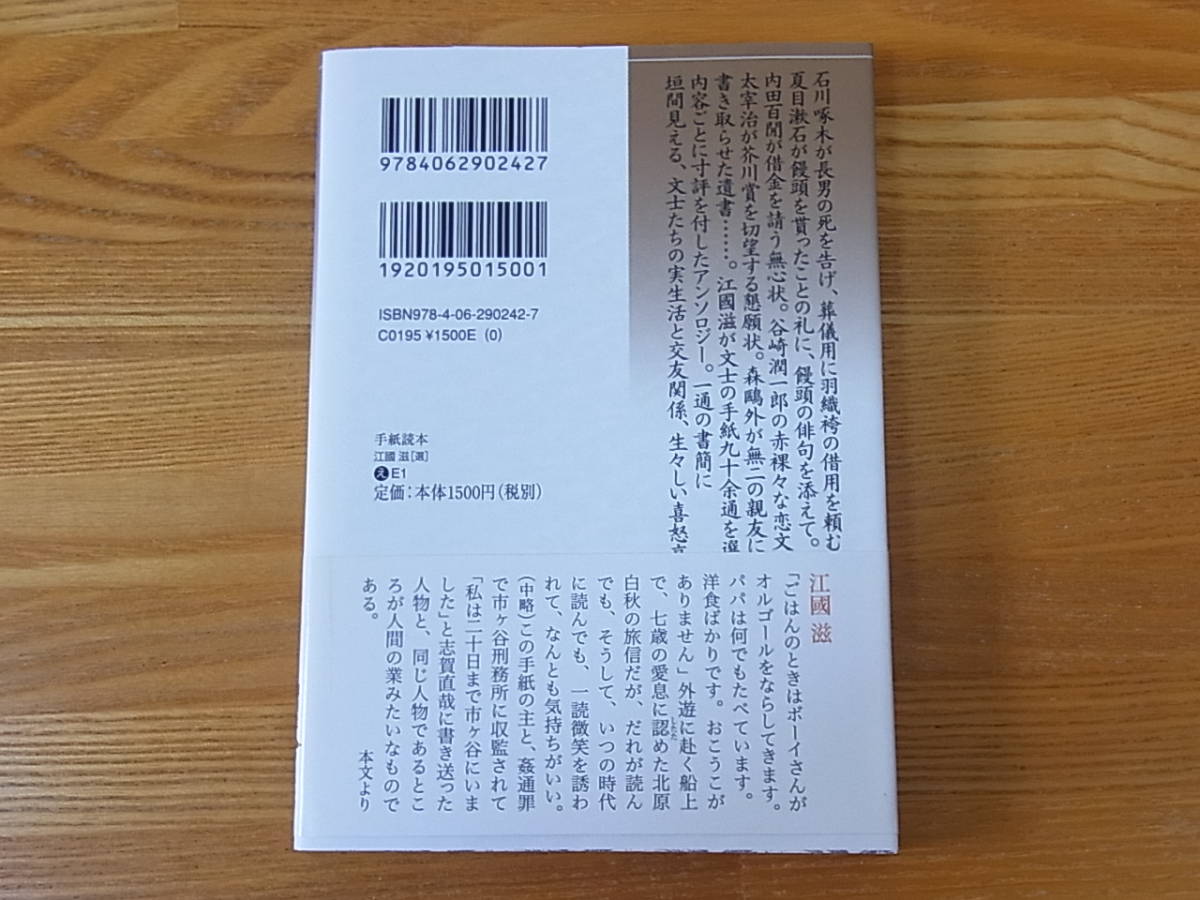 石川啄木が長男の死を告げ、葬儀用に羽織袴の借用を頼む
夏目漱石が饅頭を貰ったことの礼に、饅頭の俳句を添えて。
内田百閒が借金を請う無心状。谷崎潤一郎の赤裸々な恋文
太宰治が芥川賞を切望する懇願状。森鷗外が無二の親友に
書き取らせた遺書……。江國滋が文士の手紙九十余通を選
内容ごとに寸評を付したアンソロジー。一通の書簡に
垣間見える、文士たちの実生活と交友関係、生々しい喜怒哀
9784062902427
1920195015001
ISBN978-4-06-290242-7
C0195 ¥1500E (0)
手紙読本
江國 滋[選]
え E1
定価:本体1500円(税別)
江國 滋
「ごはんのときはボーイさんが
オルゴールをならしてきます。
パパは何でもたべています。
洋食ばかりです。おこうこが
ありません」外遊に赴く船上
で、七歳の愛息に認めた北原
白秋の旅信だが、だれが読ん
でも、そうして、いつの時代
に読んでも、一読微笑を誘わ
れて、なんとも気持ちがいい。
(中略)この手紙の主と、姦通罪
で市ヶ谷刑務所に収監されて
「私は二十日まで市ヶ谷にいま
した」と志賀直哉に書き送った
人物と、同じ人物であるとこ
ろが人間の業みたいなもので
ある。
本文より